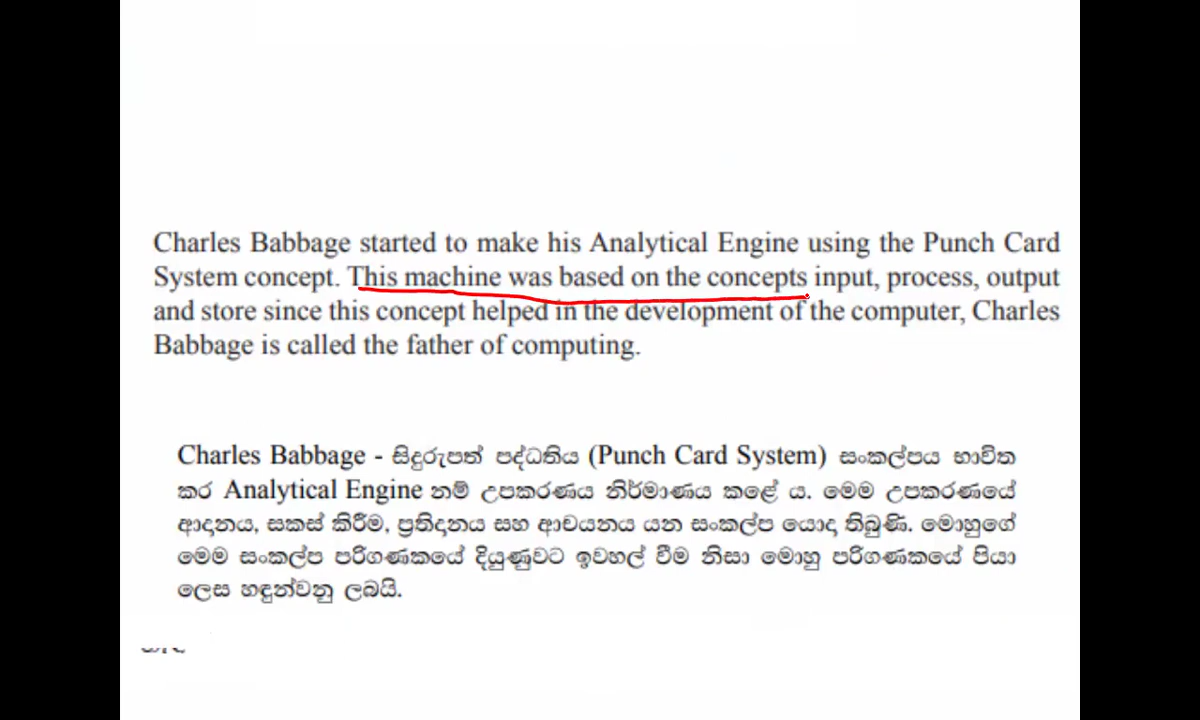 Charles Babbage started to make his Analytical Engine using the Punch Card
System concept. This machine was based on the concepts input, process, output
and store since this concept helped in the development of the computer, Charles
Babbage is called the father of computing.
Charles Babbage - සිදුරුපත් පද්ධතිය (Punch Card System) සංකල්පය භාවිත
කර Analytical Engine නම් උපකරණය නිර්මාණය කළේ ය. මෙම උපකරණයේ
ආදානය, සකස් කිරීම, ප්‍රතිදානය සහ ආචයනය යන සංකල්ප යොදා තිබුණි. මොහුගේ
මෙම සංකල්ප පරිගණකයේ දියුණුවට ඉවහල් වීම නිසා මොහු පරිගණකයේ පියා
ලෙස හඳුන්වනු ලබයි.